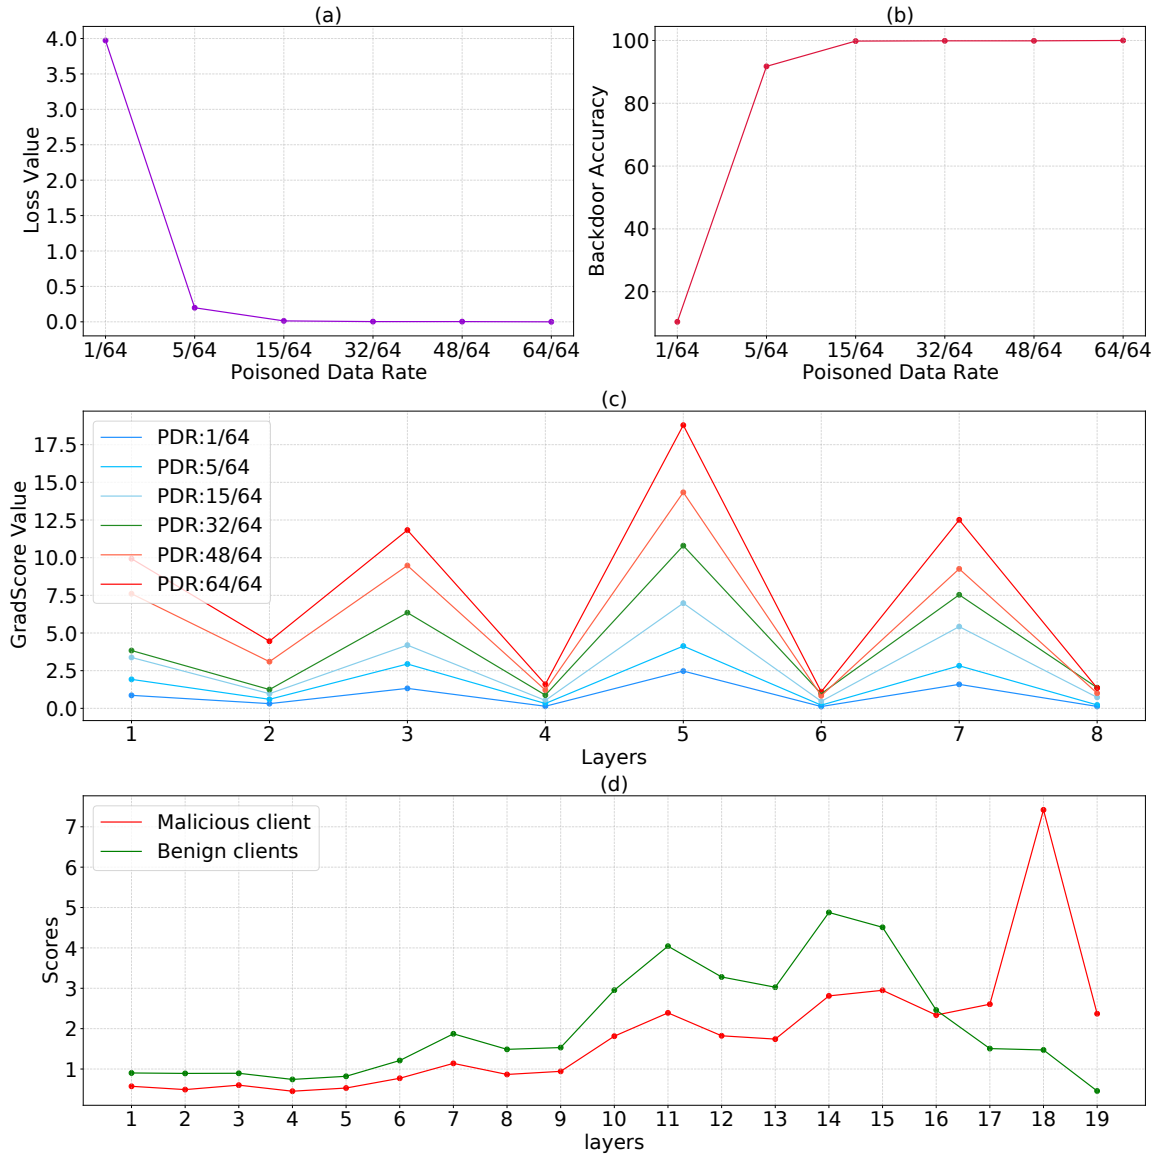 (a)
4.0
3.5
3.0
2.5
2.0
1.5
1.0
0.5
0.0
Loss Value
1/64 5/64 15/64 32/64 48/64 64/64
Poisoned Data Rate
(b)
100
80
60
40
20
Backdoor Accuracy
1/64 5/64 15/64 32/64 48/64 64/64
Poisoned Data Rate
(c)
17.5
15.0
12.5
10.0
7.5
5.0
2.5
0.0
GradScore Value
PDR:1/64
PDR:5/64
PDR:15/64
PDR:32/64
PDR:48/64
PDR:64/64
1 2 3 4 5 6 7 8
Layers
(d)
7
6
5
4
3
2
1
Scores
Malicious client
Benign clients
1 2 3 4 5 6 7 8 9 10 11 12 13 14 15 16 17 18 19
layers